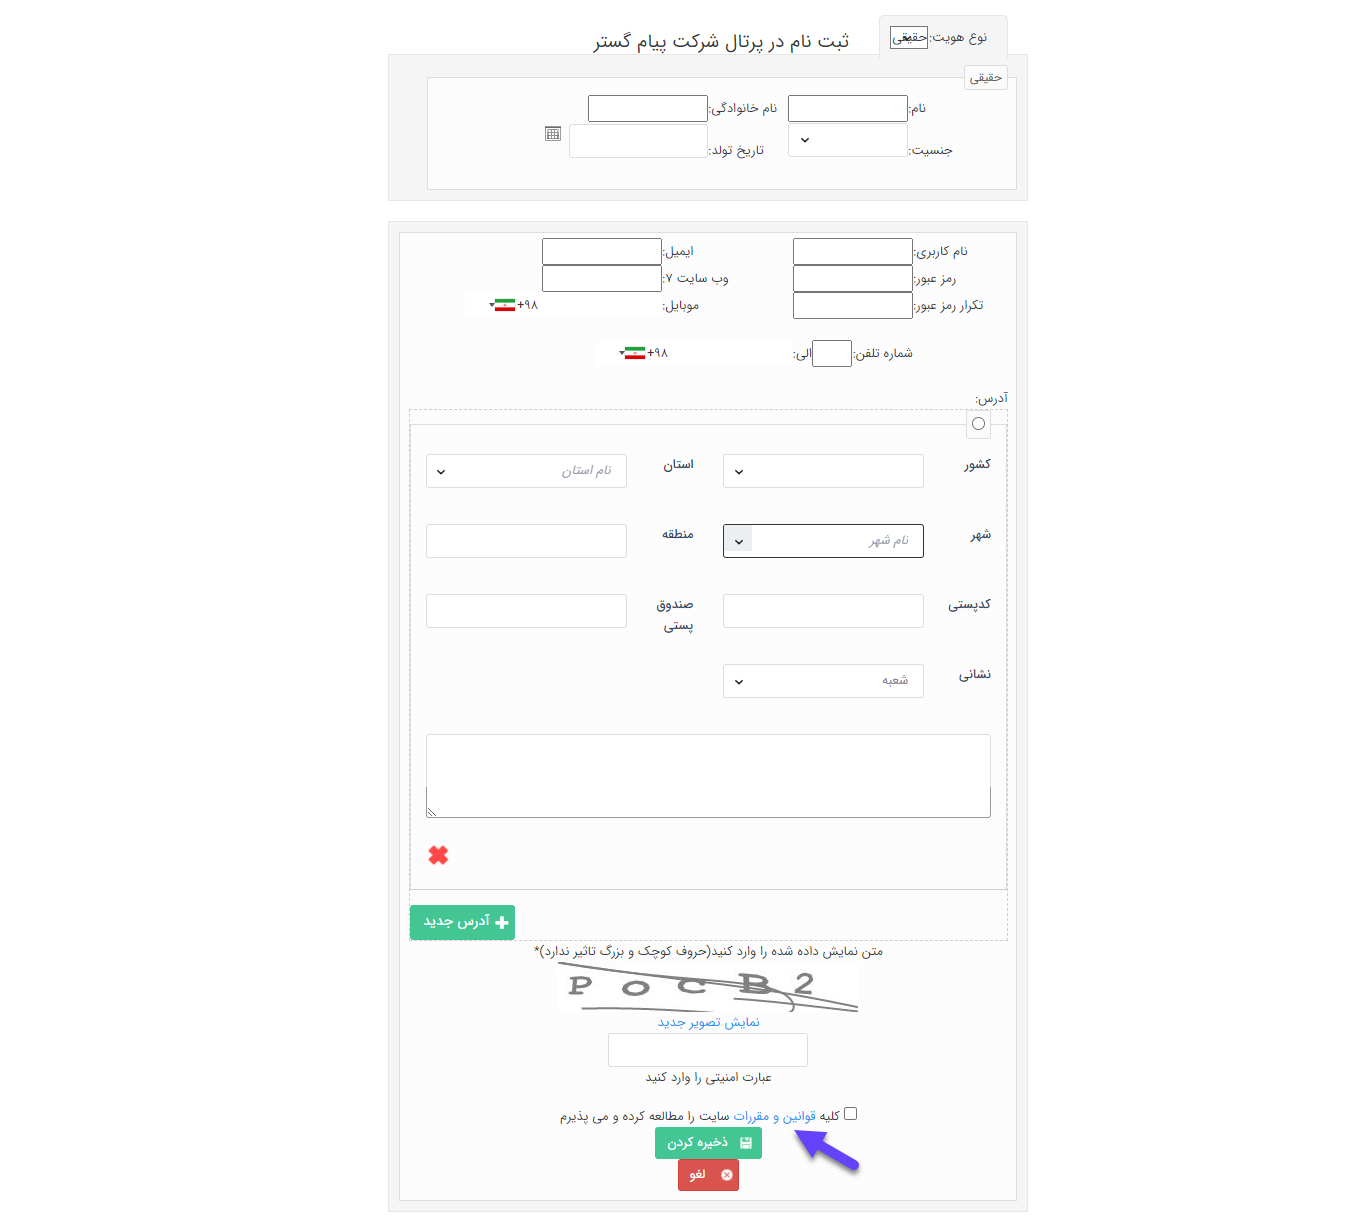 نوع هویت: حقیقی
ثبت نام در پرتال شرکت پیام گستر
حقیقی
نام: نام خانوادگی:
جنسیت: تاریخ تولد:
نام کاربری: ایمیل:
رمز عبور: وب سایت ۷:
تکرار رمز عبور: موبایل: +۹۸
شماره تلفن: الی: +۹۸
آدرس:
کشور استان نام استان
شهر نام شهر منطقه
کدپستی صندوق
پستی
نشانی شعبه
آدرس جدید
متن نمایش داده شده را وارد کنید(حروف کوچک و بزرگ تاثیر ندارد)*
P O C B 2
نمایش تصویر جدید
عبارت امنیتی را وارد کنید
کلیه قوانین و مقررات سایت را مطالعه کرده و می پذیرم
ذخیره کردن
لغو